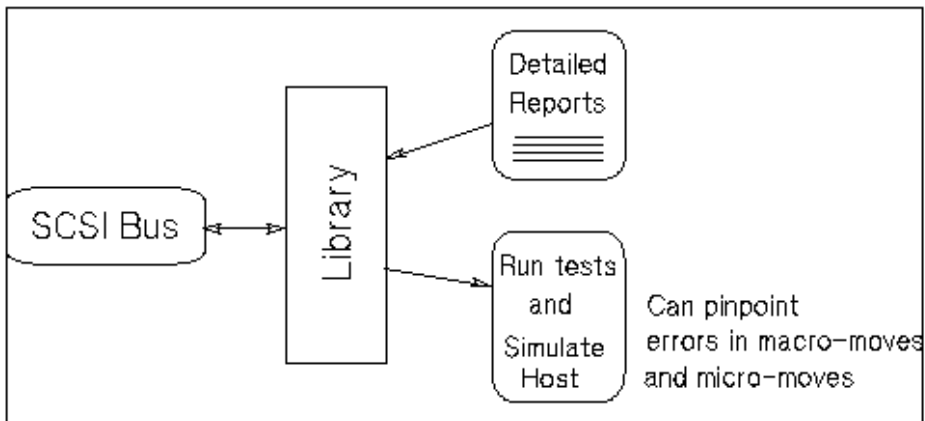 SCSI Bus
Library
Detailed
Reports
Run tests
and
Simulate
Host
Can pinpoint
errors in macro-moves
and micro-moves